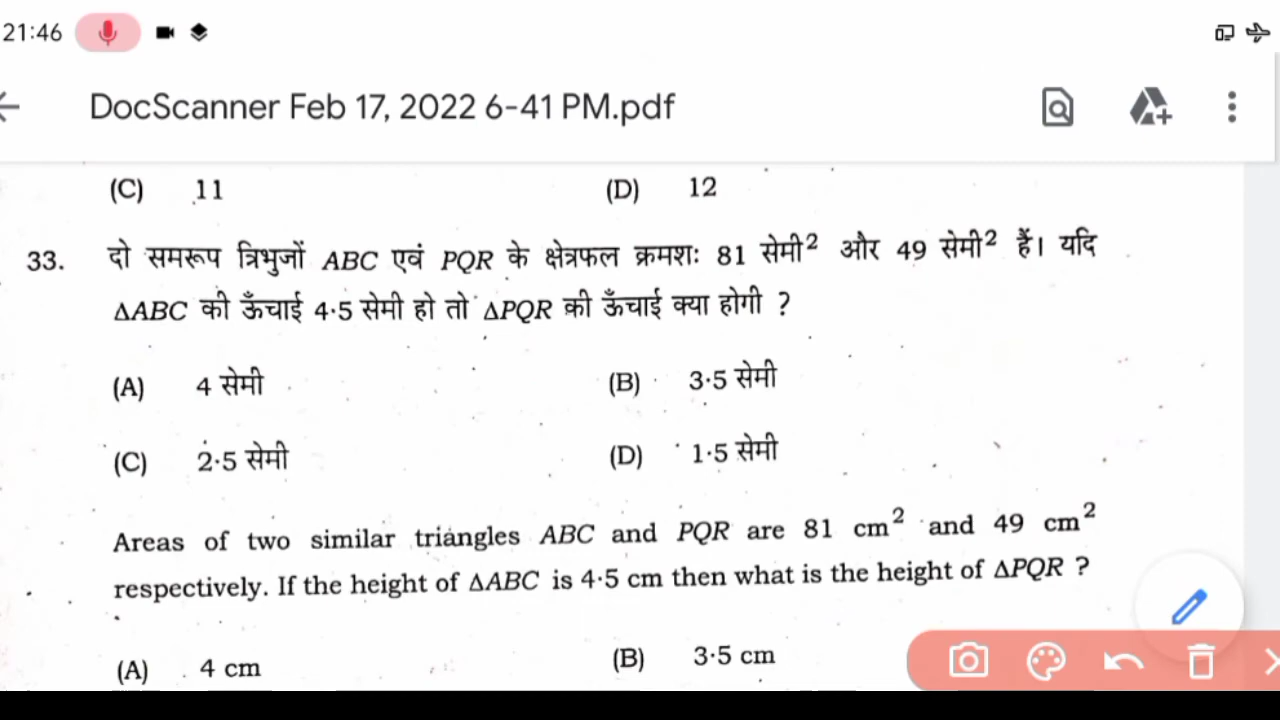 21:46
DocScanner Feb 17, 2022 6-41 PM.pdf
(C) 11 (D) 12
33. दो समरूप त्रिभुजों ABC एवं PQR के क्षेत्रफल क्रमशः 81 सेमी² और 49 सेमी² हैं। यदि
ΔABC की ऊँचाई 4·5 सेमी हो तो ΔPQR की ऊँचाई क्या होगी ?
(A) 4 सेमी (B) 3·5 सेमी
(C) 2·5 सेमी (D) 1·5 सेमी
Areas of two similar triangles ABC and PQR are 81 cm² and 49 cm²
respectively. If the height of ΔABC is 4·5 cm then what is the height of ΔPQR ?
(A) 4 cm (B) 3·5 cm